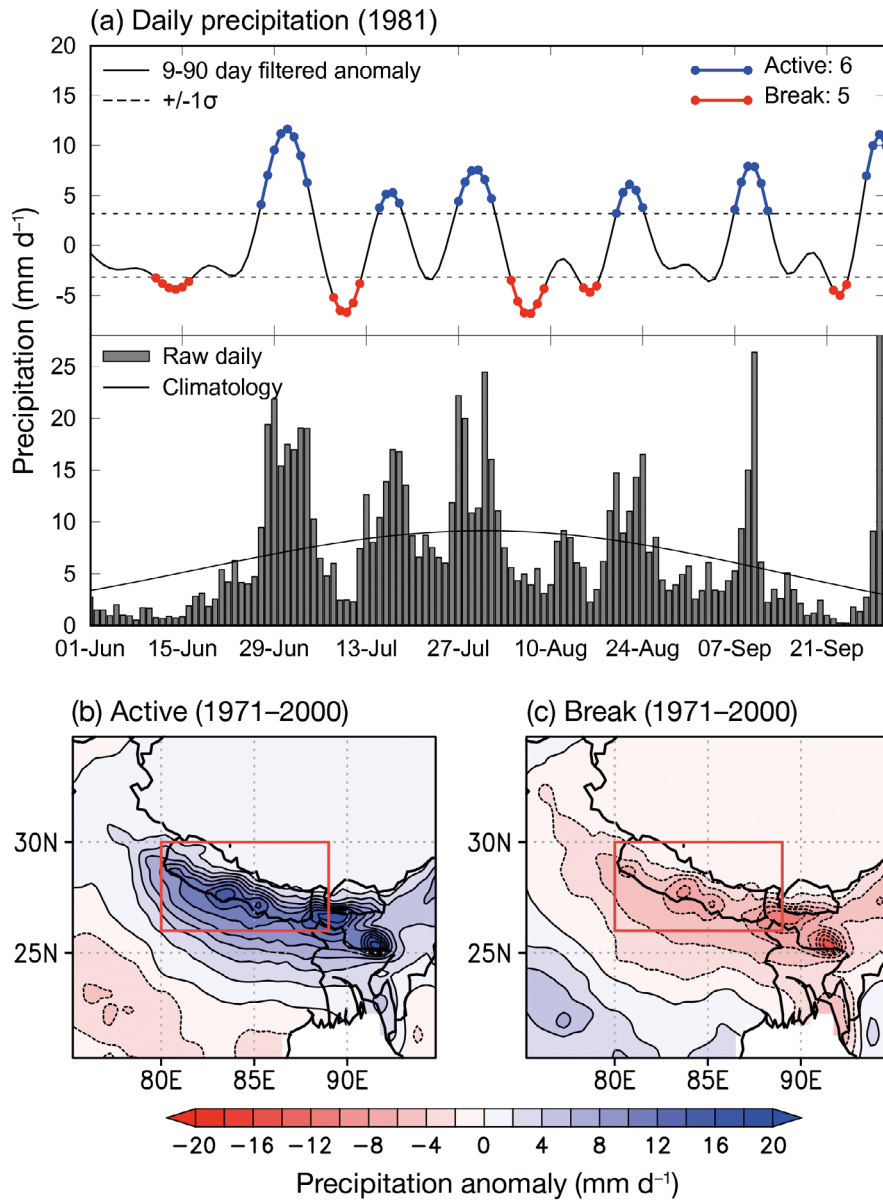 (a) Daily precipitation (1981)
20
15
10
5
0
-5
9-90 day filtered anomaly
+/-1σ
Active: 6
Break: 5
Precipitation (mm d⁻¹)
25
20
15
10
5
0
Raw daily
Climatology
01-Jun 15-Jun 29-Jun 13-Jul 27-Jul 10-Aug 24-Aug 07-Sep 21-Sep
(b) Active (1971–2000)
30N
25N
80E 85E 90E
(c) Break (1971–2000)
30N
25N
80E 85E 90E
−20 −16 −12 −8 −4 0 4 8 12 16 20
Precipitation anomaly (mm d⁻¹)